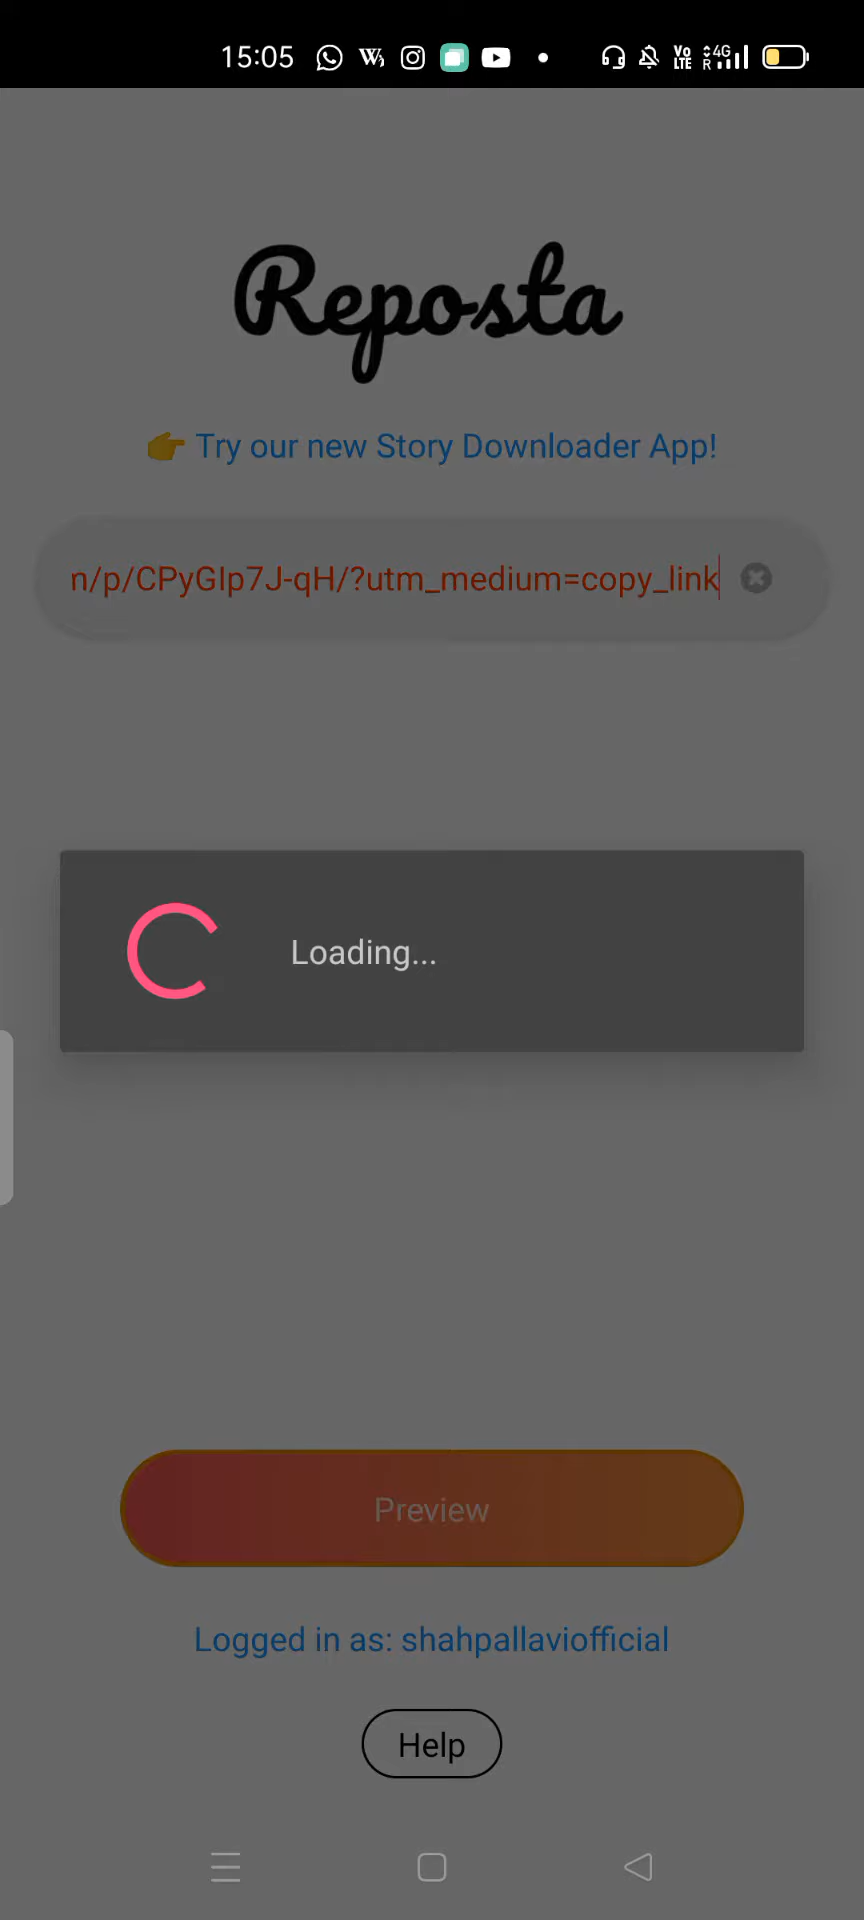 15:05
Reposta
👉 Try our new Story Downloader App!
n/p/CPyGIp7J-qH/?utm_medium=copy_link
Loading...
Preview
Logged in as: shahpallaviofficial
Help